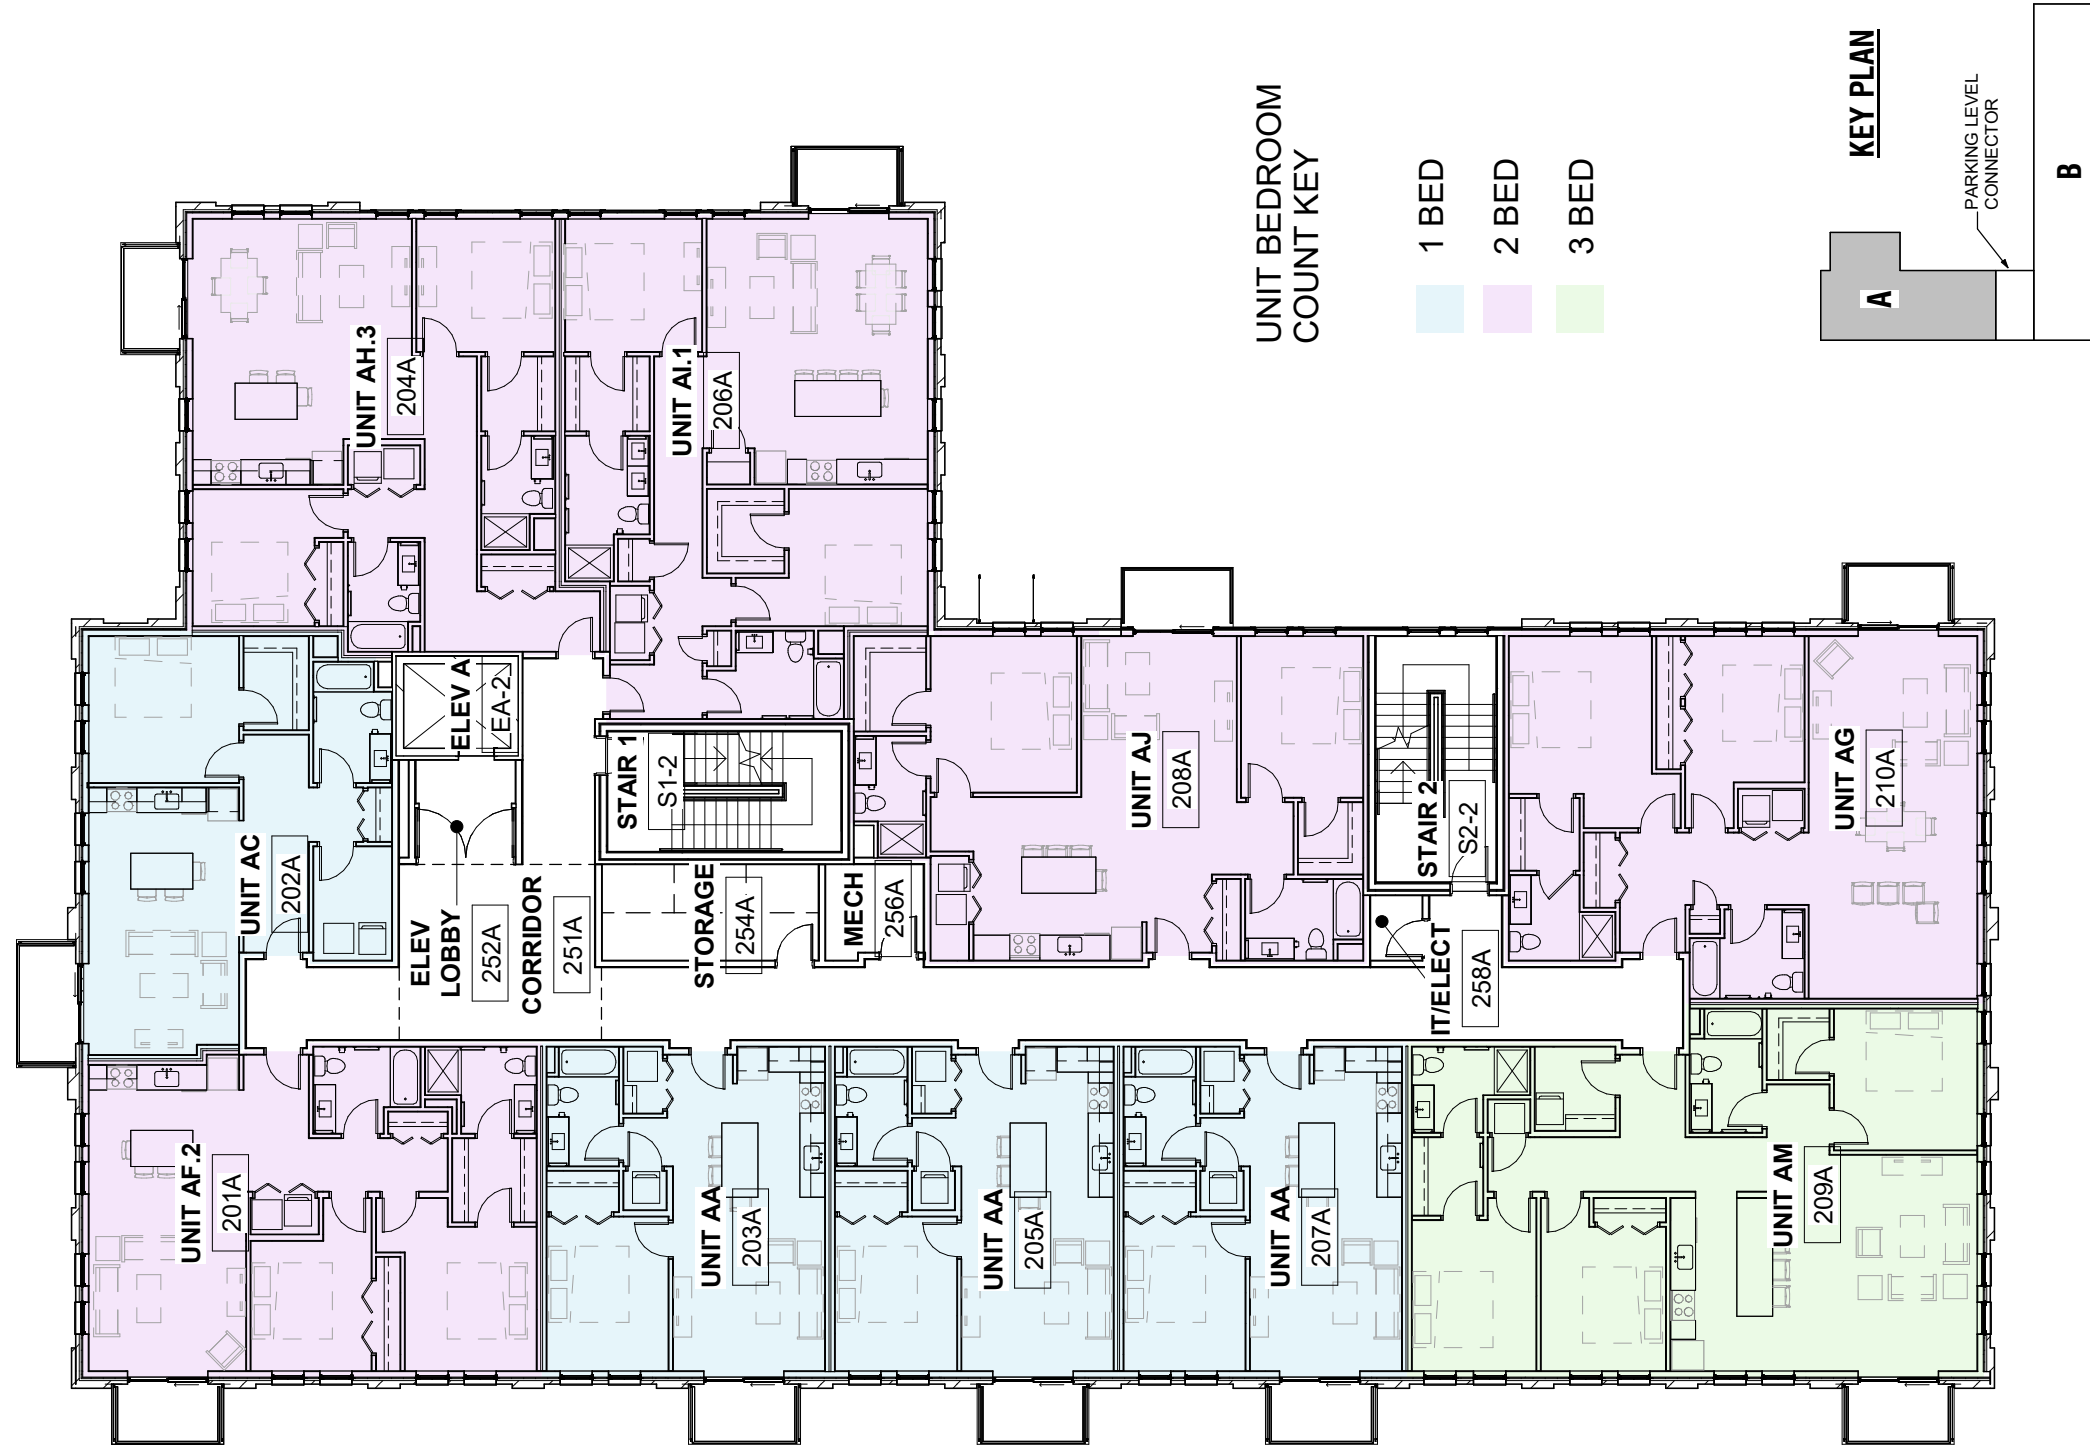 UNIT AH.3
204A
UNIT AI.1
206A
UNIT AC
202A
ELEV A
EA-2
STAIR 1
S1-2
ELEV
LOBBY
252A
CORRIDOR
251A
STORAGE
254A
MECH
256A
UNIT AJ
208A
STAIR 2
S2-2
IT/ELECT
258A
UNIT AG
210A
UNIT AF.2
201A
UNIT AA
203A
UNIT AA
205A
UNIT AA
207A
UNIT AM
209A
UNIT BEDROOM
COUNT KEY
1 BED
2 BED
3 BED
KEY PLAN
PARKING LEVEL
CONNECTOR
A
B